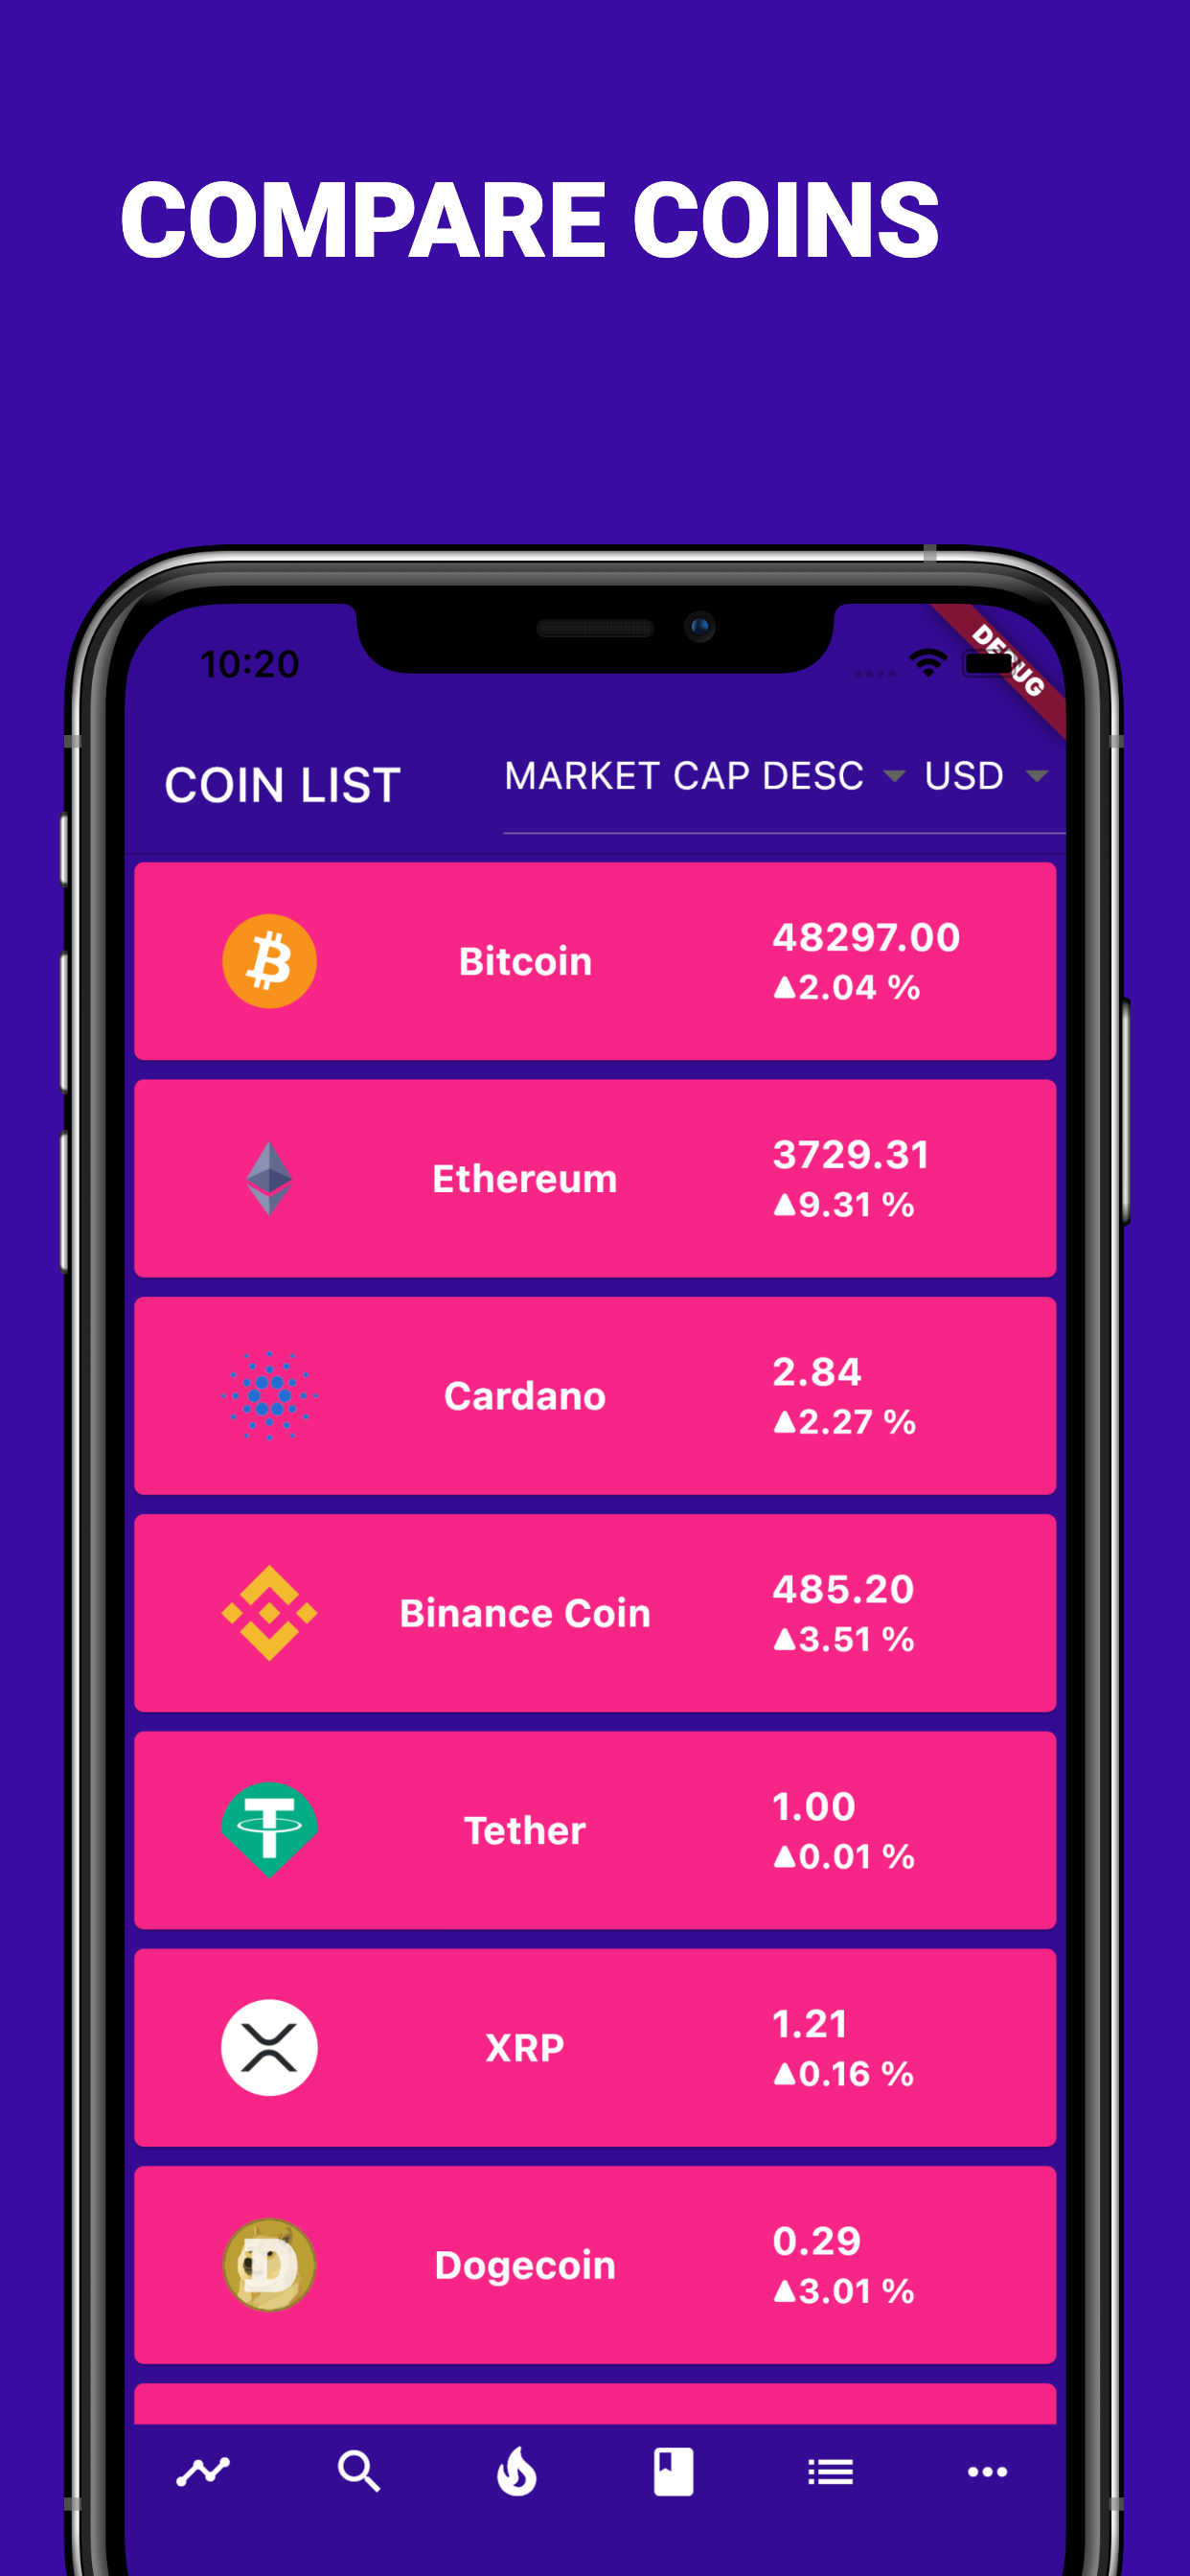 COMPARE COINS
10:20
DEBUG
COIN LIST
MARKET CAP DESC
USD
Bitcoin
48297.00
▲2.04 %
Ethereum
3729.31
▲9.31 %
Cardano
2.84
▲2.27 %
Binance Coin
485.20
▲3.51 %
Tether
1.00
▲0.01 %
XRP
1.21
▲0.16 %
Dogecoin
0.29
▲3.01 %